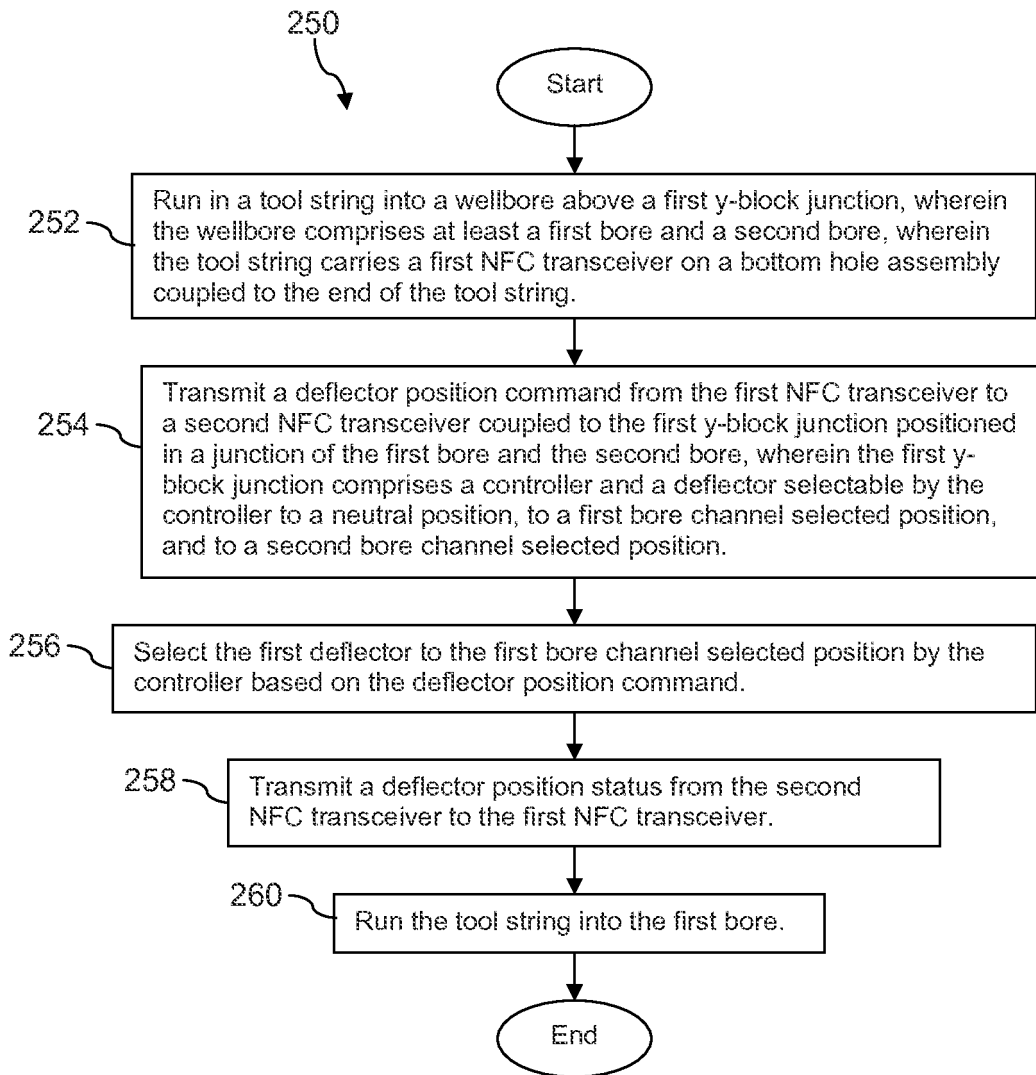 250
Start
252
Run in a tool string into a wellbore above a first y-block junction, wherein
the wellbore comprises at least a first bore and a second bore, wherein
the tool string carries a first NFC transceiver on a bottom hole assembly
coupled to the end of the tool string.
254
Transmit a deflector position command from the first NFC transceiver to
a second NFC transceiver coupled to the first y-block junction positioned
in a junction of the first bore and the second bore, wherein the first y-
block junction comprises a controller and a deflector selectable by the
controller to a neutral position, to a first bore channel selected position,
and to a second bore channel selected position.
256
Select the first deflector to the first bore channel selected position by the
controller based on the deflector position command.
258
Transmit a deflector position status from the second
NFC transceiver to the first NFC transceiver.
260
Run the tool string into the first bore.
End